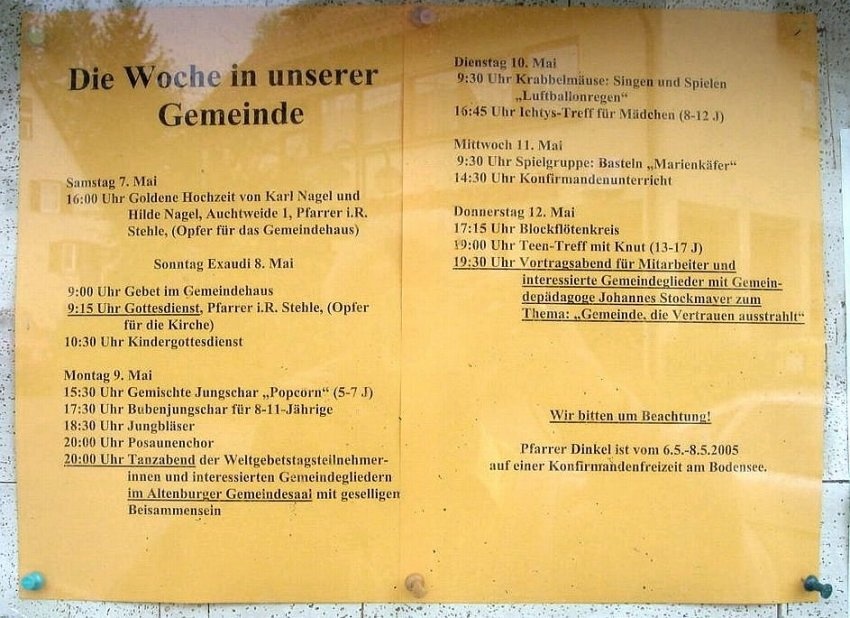 Die Woche in unserer
Gemeinde
Samstag 7. Mai
16:00 Uhr Goldene Hochzeit von Karl Nagel und
Hilde Nagel, Auchtweide 1, Pfarrer i.R.
Stehle, (Opfer für das Gemeindehaus)
Sonntag Exaudi 8. Mai
9:00 Uhr Gebet im Gemeindehaus
9:15 Uhr Gottesdienst, Pfarrer i.R. Stehle, (Opfer
für die Kirche)
10:30 Uhr Kindergottesdienst
Montag 9. Mai
15:30 Uhr Gemischte Jungschar „Popcorn“ (5-7 J)
17:30 Uhr Bubenjungschar für 8-11-Jährige
18:30 Uhr Jungbläser
20:00 Uhr Posaunenchor
20:00 Uhr Tanzabend der Weltgebetstagsteilnehmer-
innen und interessierten Gemeindegliedern
im Altenburger Gemeindesaal mit geselligen
Beisammensein
Dienstag 10. Mai
9:30 Uhr Krabbelmäuse: Singen und Spielen
„Luftballonregen“
16:45 Uhr Ichtys-Treff für Mädchen (8-12 J)
Mittwoch 11. Mai
9:30 Uhr Spielgruppe: Basteln „Marienkäfer“
14:30 Uhr Konfirmandenunterricht
Donnerstag 12. Mai
17:15 Uhr Blockflötenkreis
19:00 Uhr Teen-Treff mit Knut (13-17 J)
19:30 Uhr Vortragsabend für Mitarbeiter und
interessierte Gemeindeglieder mit Gemein-
depädagoge Johannes Stockmayer zum
Thema: „Gemeinde, die Vertrauen ausstrahlt“
Wir bitten um Beachtung!
Pfarrer Dinkel ist vom 6.5.-8.5.2005
auf einer Konfirmandenfreizeit am Bodensee.